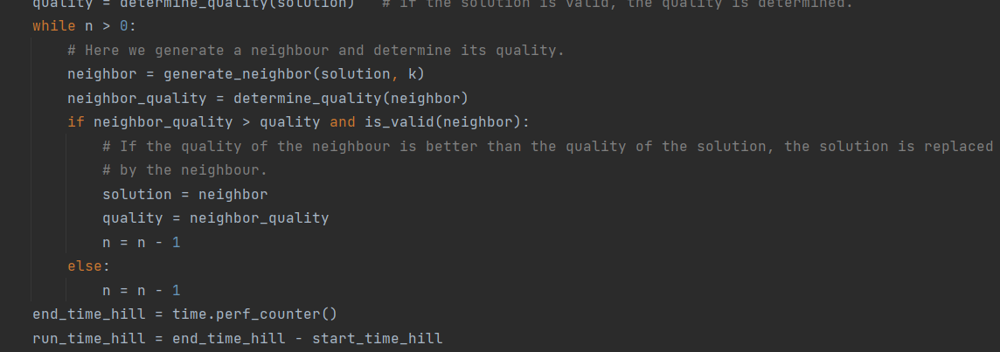 quality = determine_quality(solution)   # if the solution is valid, the quality is determined.
while n > 0:
    # Here we generate a neighbour and determine its quality.
    neighbor = generate_neighbor(solution, k)
    neighbor_quality = determine_quality(neighbor)
    if neighbor_quality > quality and is_valid(neighbor):
        # If the quality of the neighbour is better than the quality of the solution, the solution is replaced
        # by the neighbour.
        solution = neighbor
        quality = neighbor_quality
        n = n - 1
    else:
        n = n - 1
end_time_hill = time.perf_counter()
run_time_hill = end_time_hill - start_time_hill